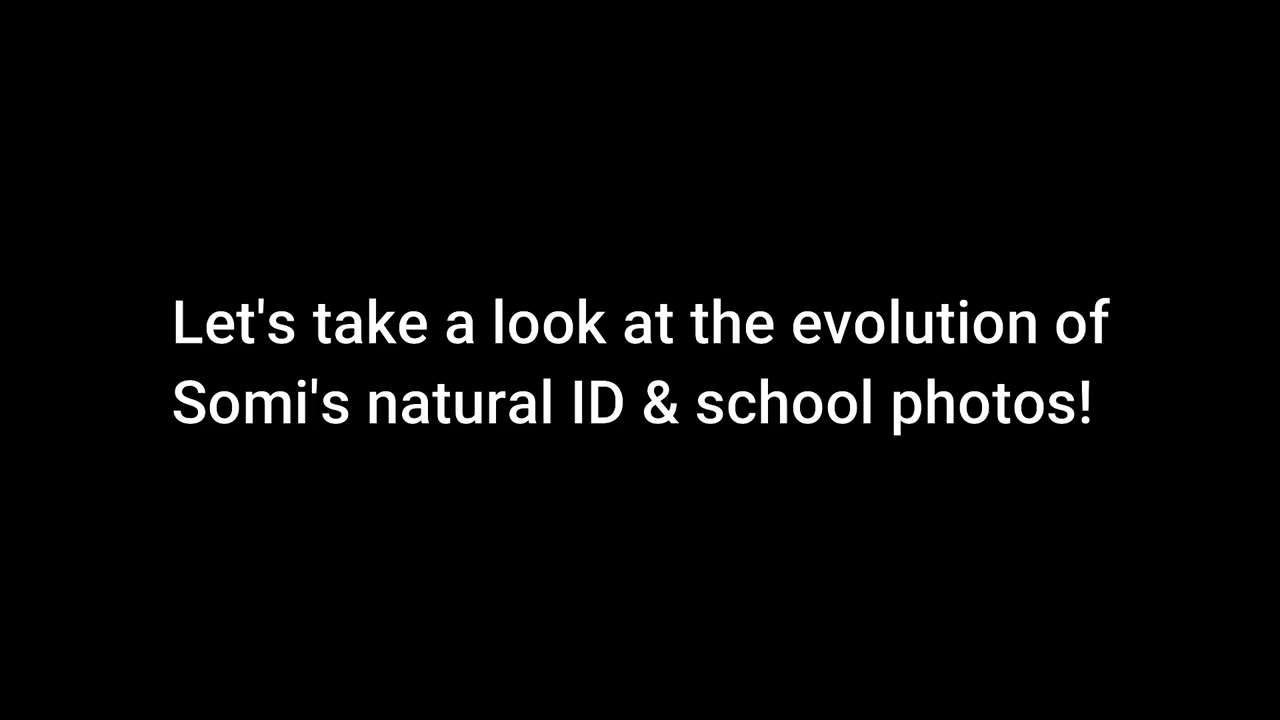 Let's take a look at the evolution of
Somi's natural ID & school photos!